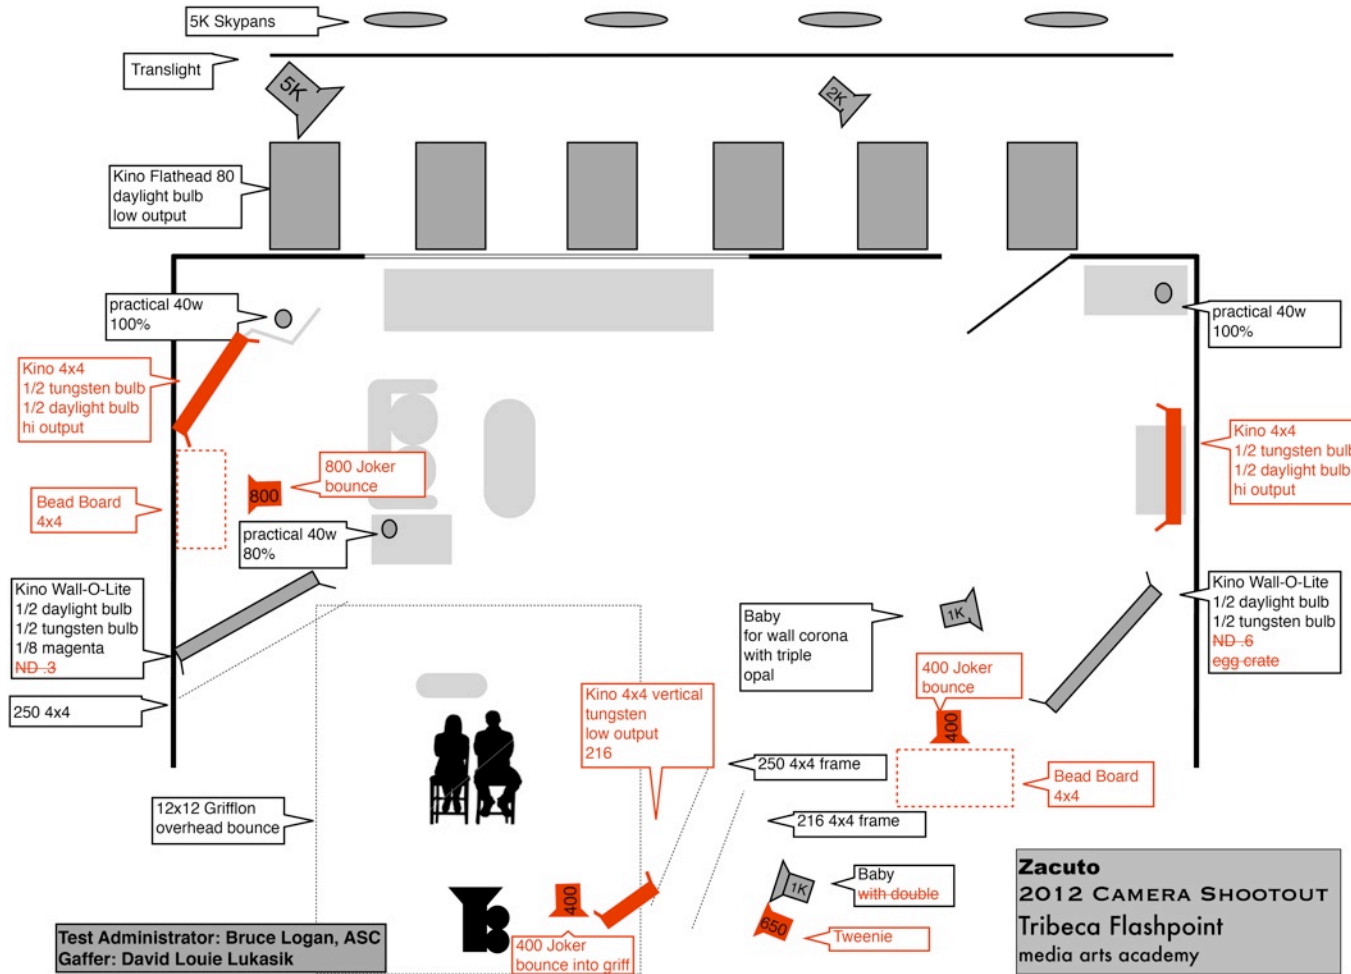 5K Skypans
Translight
5K
2K
Kino Flathead 80
daylight bulb
low output
practical 40w
100%
practical 40w
100%
Kino 4x4
1/2 tungsten bulb
1/2 daylight bulb
hi output
Kino 4x4
1/2 tungsten bulb
1/2 daylight bulb
hi output
800 Joker
bounce
800
Bead Board
4x4
practical 40w
80%
Kino Wall-O-Lite
1/2 daylight bulb
1/2 tungsten bulb
1/8 magenta
ND .3
Kino Wall-O-Lite
1/2 daylight bulb
1/2 tungsten bulb
ND .6
egg crate
Baby
for wall corona
with triple
opal
1K
400 Joker
bounce
400
250 4x4
Kino 4x4 vertical
tungsten
low output
216
250 4x4 frame
Bead Board
4x4
12x12 Grifflon
overhead bounce
216 4x4 frame
Baby
with double
1K
400
650
Tweenie
400 Joker
bounce into griff
Test Administrator: Bruce Logan, ASC
Gaffer: David Louie Lukasik
Zacuto
2012 Camera Shootout
Tribeca Flashpoint
media arts academy